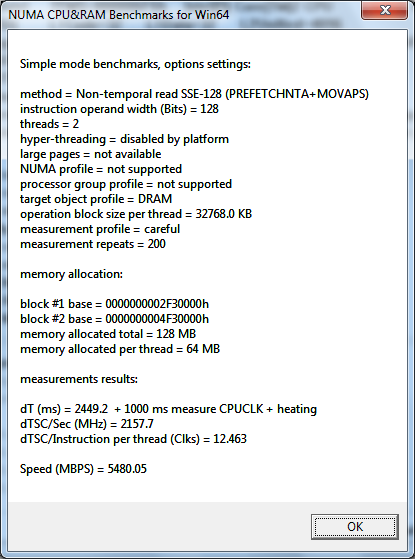 NUMA CPU&RAM Benchmarks for Win64
Simple mode benchmarks, options settings:
method = Non-temporal read SSE-128 (PREFETCHNTA+MOVAPS)
instruction operand width (Bits) = 128
threads = 2
hyper-threading = disabled by platform
large pages = not available
NUMA profile = not supported
processor group profile = not supported
target object profile = DRAM
operation block size per thread = 32768.0 KB
measurement profile = careful
measurement repeats = 200
memory allocation:
block #1 base = 0000000002F30000h
block #2 base = 0000000004F30000h
memory allocated total = 128 MB
memory allocated per thread = 64 MB
measurements results:
dT (ms) = 2449.2  + 1000 ms measure CPUCLK + heating
dTSC/Sec (MHz) = 2157.7
dTSC/Instruction per thread (Clks) = 12.463
Speed (MBPS) = 5480.05
OK